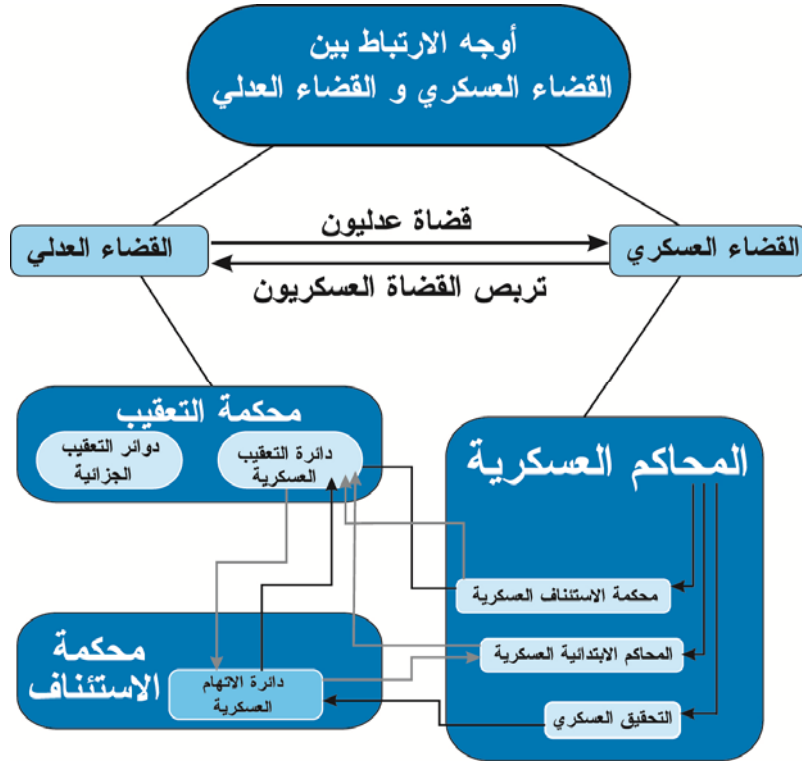 أوجه الارتباط بين
القضاء العسكري و القضاء العدلي
قضاة عدليون
القضاء العسكري
القضاء العدلي
تربص القضاة العسكريون
محكمة التعقيب
دائرة التعقيب
العسكرية
دوائر التعقيب
الجزائية
المحاكم العسكرية
محكمة الاستئناف العسكرية
المحاكم الابتدائية العسكرية
التحقيق العسكري
محكمة
الاستئناف
دائرة الاتهام
العسكرية